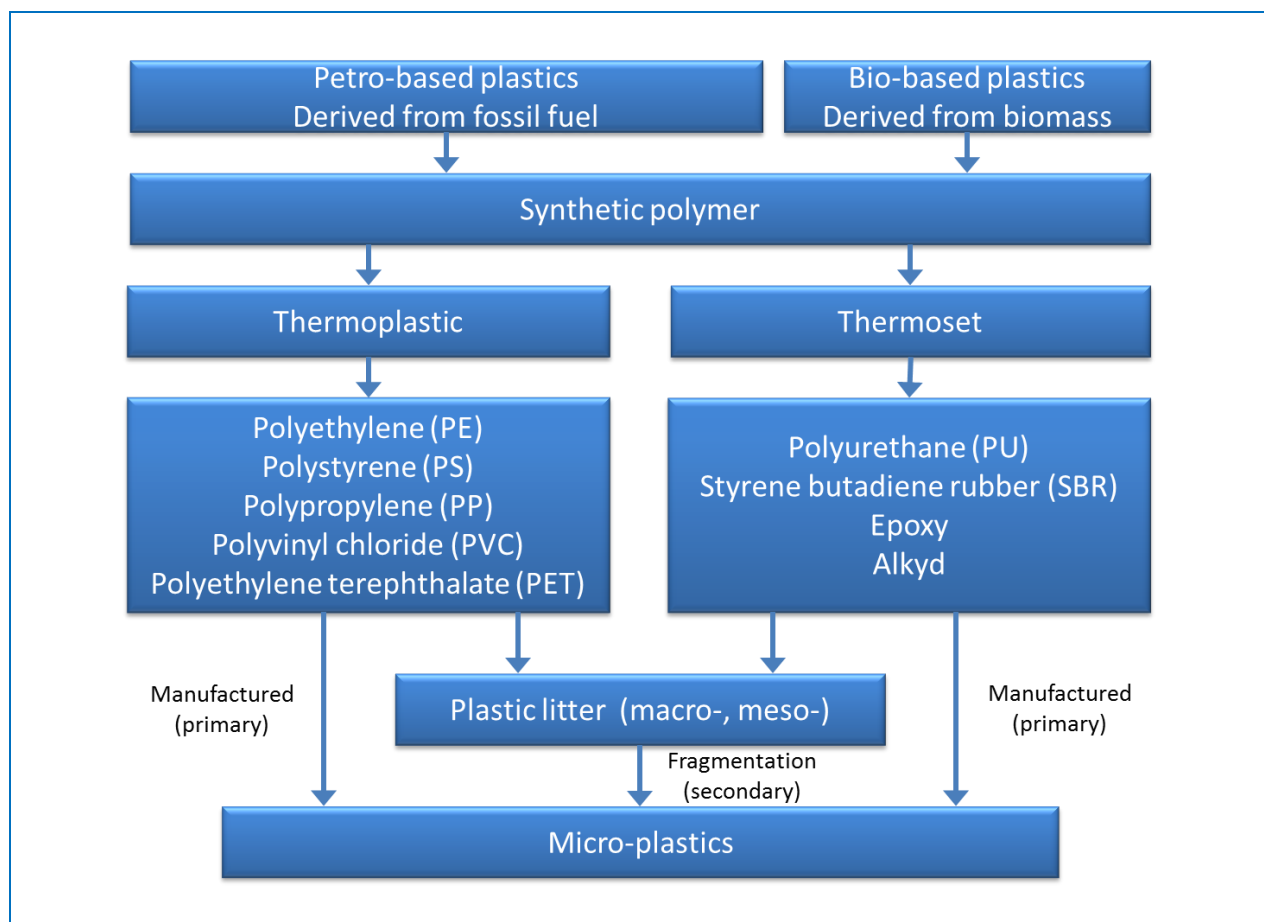 Petro-based plastics
Derived from fossil fuel
Bio-based plastics
Derived from biomass
Synthetic polymer
Thermoplastic
Thermoset
Polyethylene (PE)
Polystyrene (PS)
Polypropylene (PP)
Polyvinyl chloride (PVC)
Polyethylene terephthalate (PET)
Polyurethane (PU)
Styrene butadiene rubber (SBR)
Epoxy
Alkyd
Manufactured
(primary)
Plastic litter (macro-, meso-)
Manufactured
(primary)
Fragmentation
(secondary)
Micro-plastics